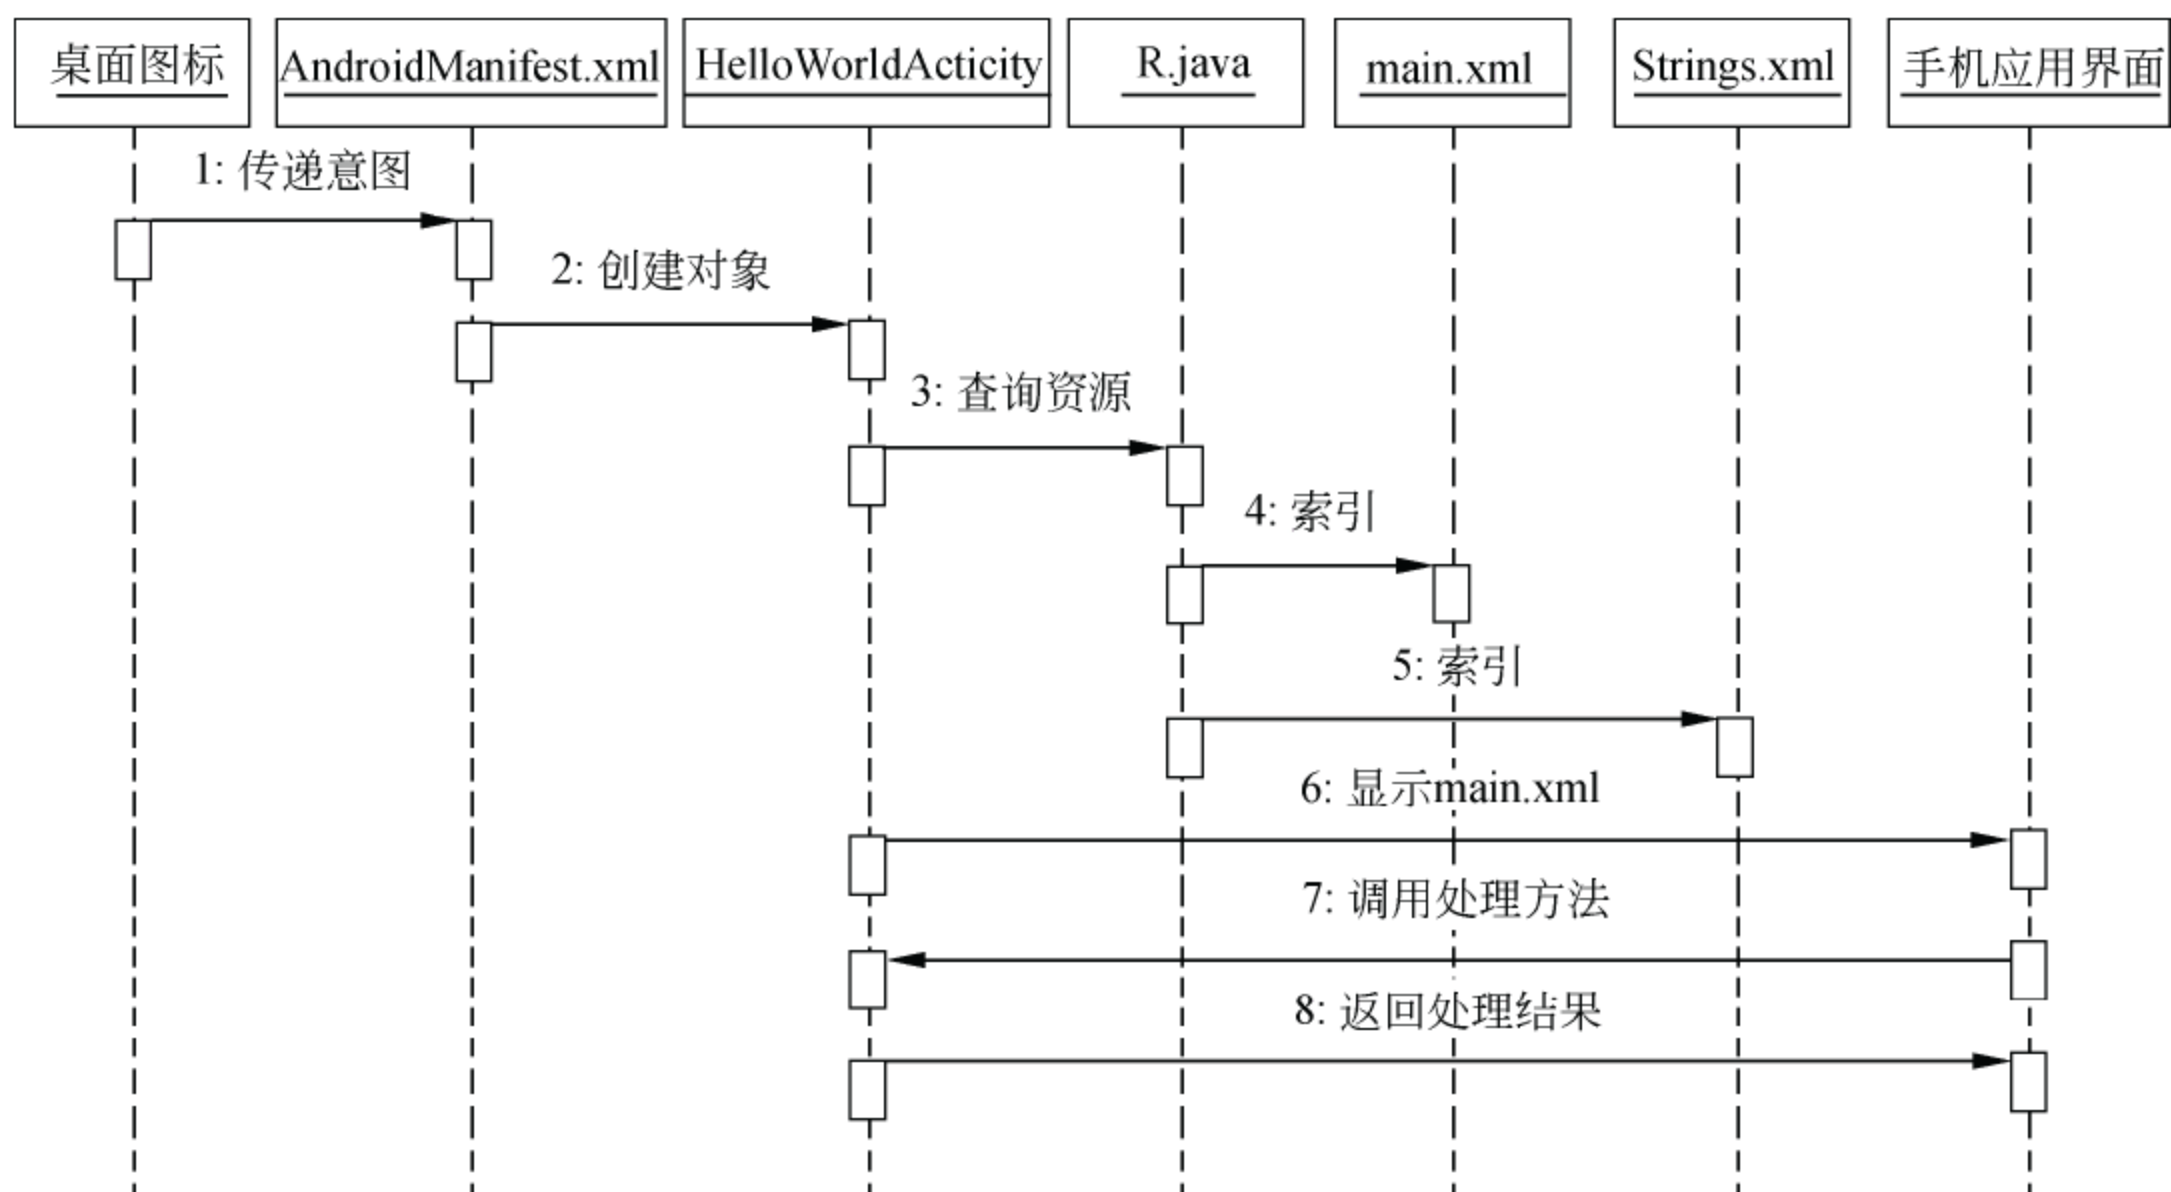 桌面图标
AndroidManifest.xml
HelloWorldActicity
R.java
main.xml
Strings.xml
手机应用界面
1: 传递意图
2: 创建对象
3: 查询资源
4: 索引
5: 索引
6: 显示main.xml
7: 调用处理方法
8: 返回处理结果